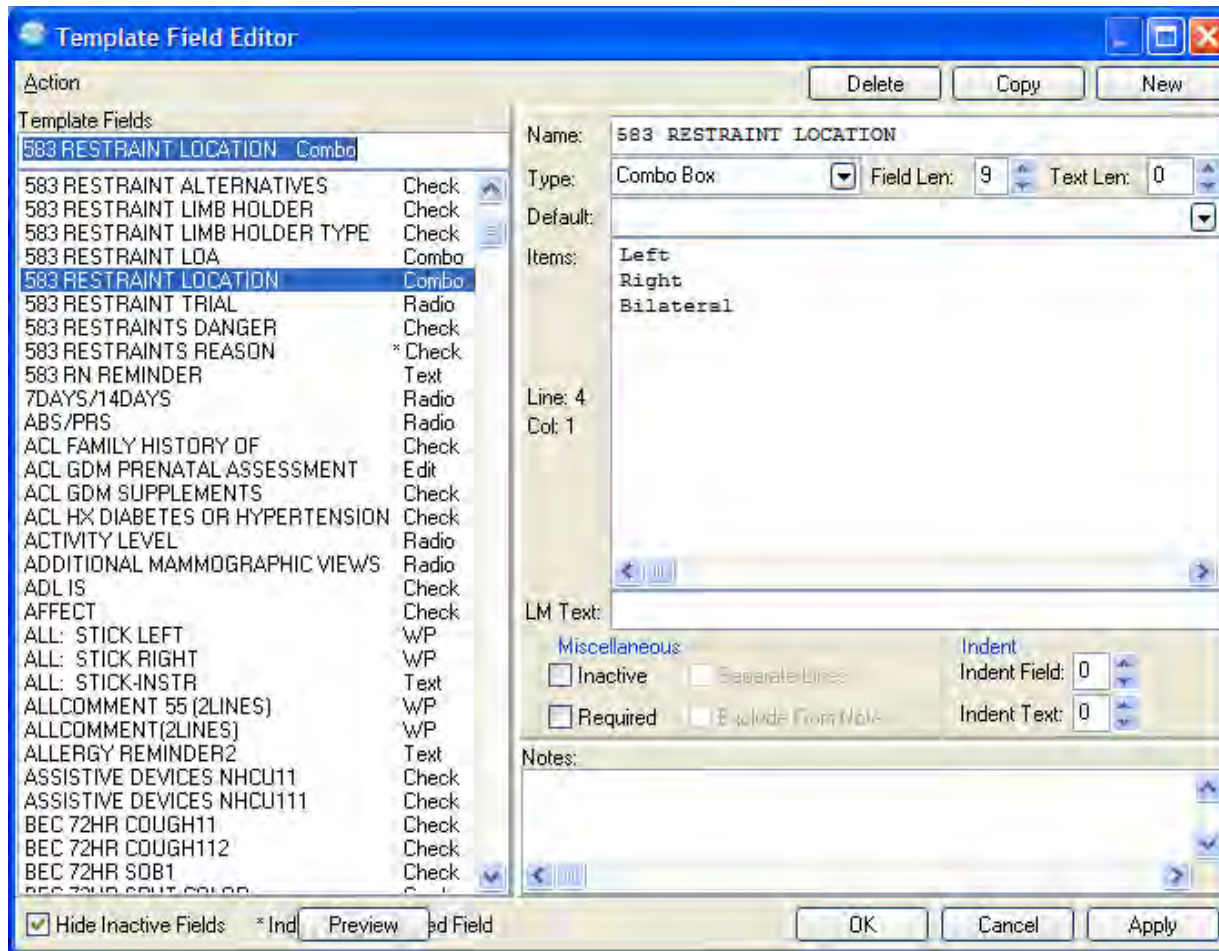 Template Field Editor
Action Delete Copy New
Template Fields
583 RESTRAINT LOCATION Combo
583 RESTRAINT ALTERNATIVES Check
583 RESTRAINT LIMB HOLDER Check
583 RESTRAINT LIMB HOLDER TYPE Check
583 RESTRAINT LOA Combo
583 RESTRAINT LOCATION Combo
583 RESTRAINT TRIAL Radio
583 RESTRAINTS DANGER Check
583 RESTRAINTS REASON * Check
583 RN REMINDER Text
7DAYS/14DAYS Radio
ABS/PRS Radio
ACL FAMILY HISTORY OF Check
ACL GDM PRENATAL ASSESSMENT Edit
ACL GDM SUPPLEMENTS Check
ACL HX DIABETES OR HYPERTENSION Check
ACTIVITY LEVEL Radio
ADDITIONAL MAMMOGRAPHIC VIEWS Radio
ADL IS Check
AFFECT Check
ALL: STICK LEFT WP
ALL: STICK RIGHT WP
ALL: STICK-INSTR Text
ALLCOMMENT 55 (2LINES) WP
ALLCOMMENT(2LINES) WP
ALLERGY REMINDER2 Text
ASSISTIVE DEVICES NHCU11 Check
ASSISTIVE DEVICES NHCU111 Check
BEC 72HR COUGH11 Check
BEC 72HR COUGH112 Check
BEC 72HR SOB1 Check
Name: 583 RESTRAINT LOCATION
Type: Combo Box Field Len: 9 Text Len: 0
Default:
Items: Left
Right
Bilateral
Line: 4
Col: 1
LM Text:
Miscellaneous Indent
Inactive Separate Lines Indent Field: 0
Required Exclude From Note Indent Text: 0
Notes:
Hide Inactive Fields * Ind Preview ed Field OK Cancel Apply